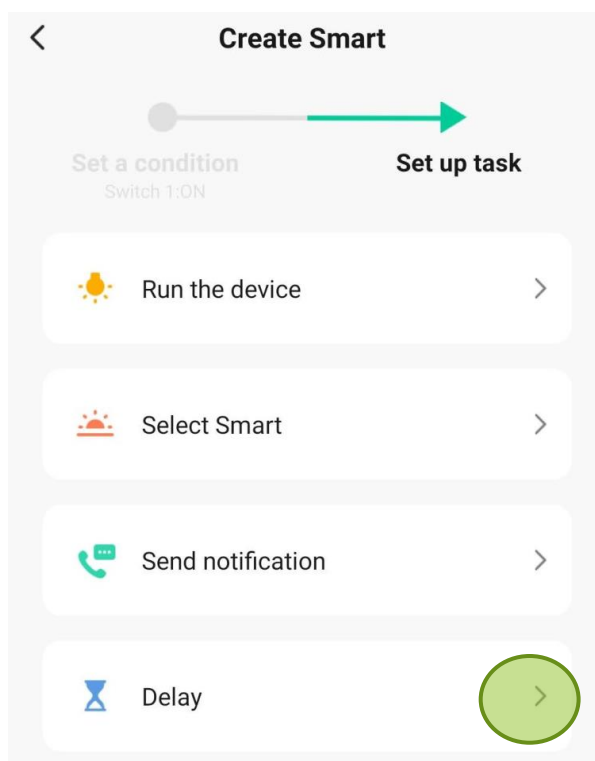 Create Smart
Set a condition
Set up task
Switch 1:ON
Run the device
Select Smart
Send notification
Delay